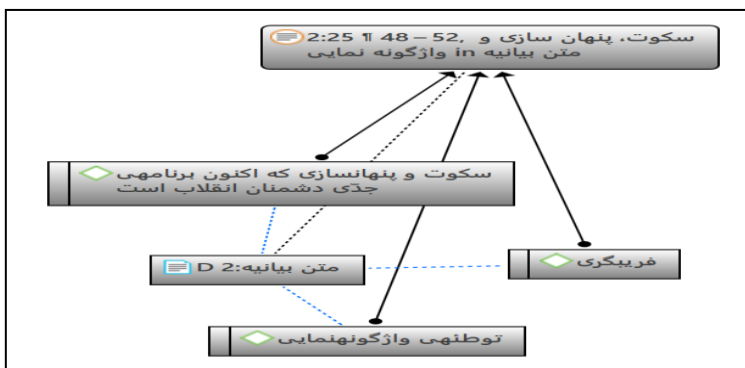 2:25 ¶ 48 – 52, سکوت، پنهان سازی و
واژگونه نمایی in متن بیانیه
سکوت و پنهانسازی که اکنون برنامهی
جدّی دشمنان انقلاب است
D 2:متن بیانیه
فریبگری
توطئهی واژگونهنمایی